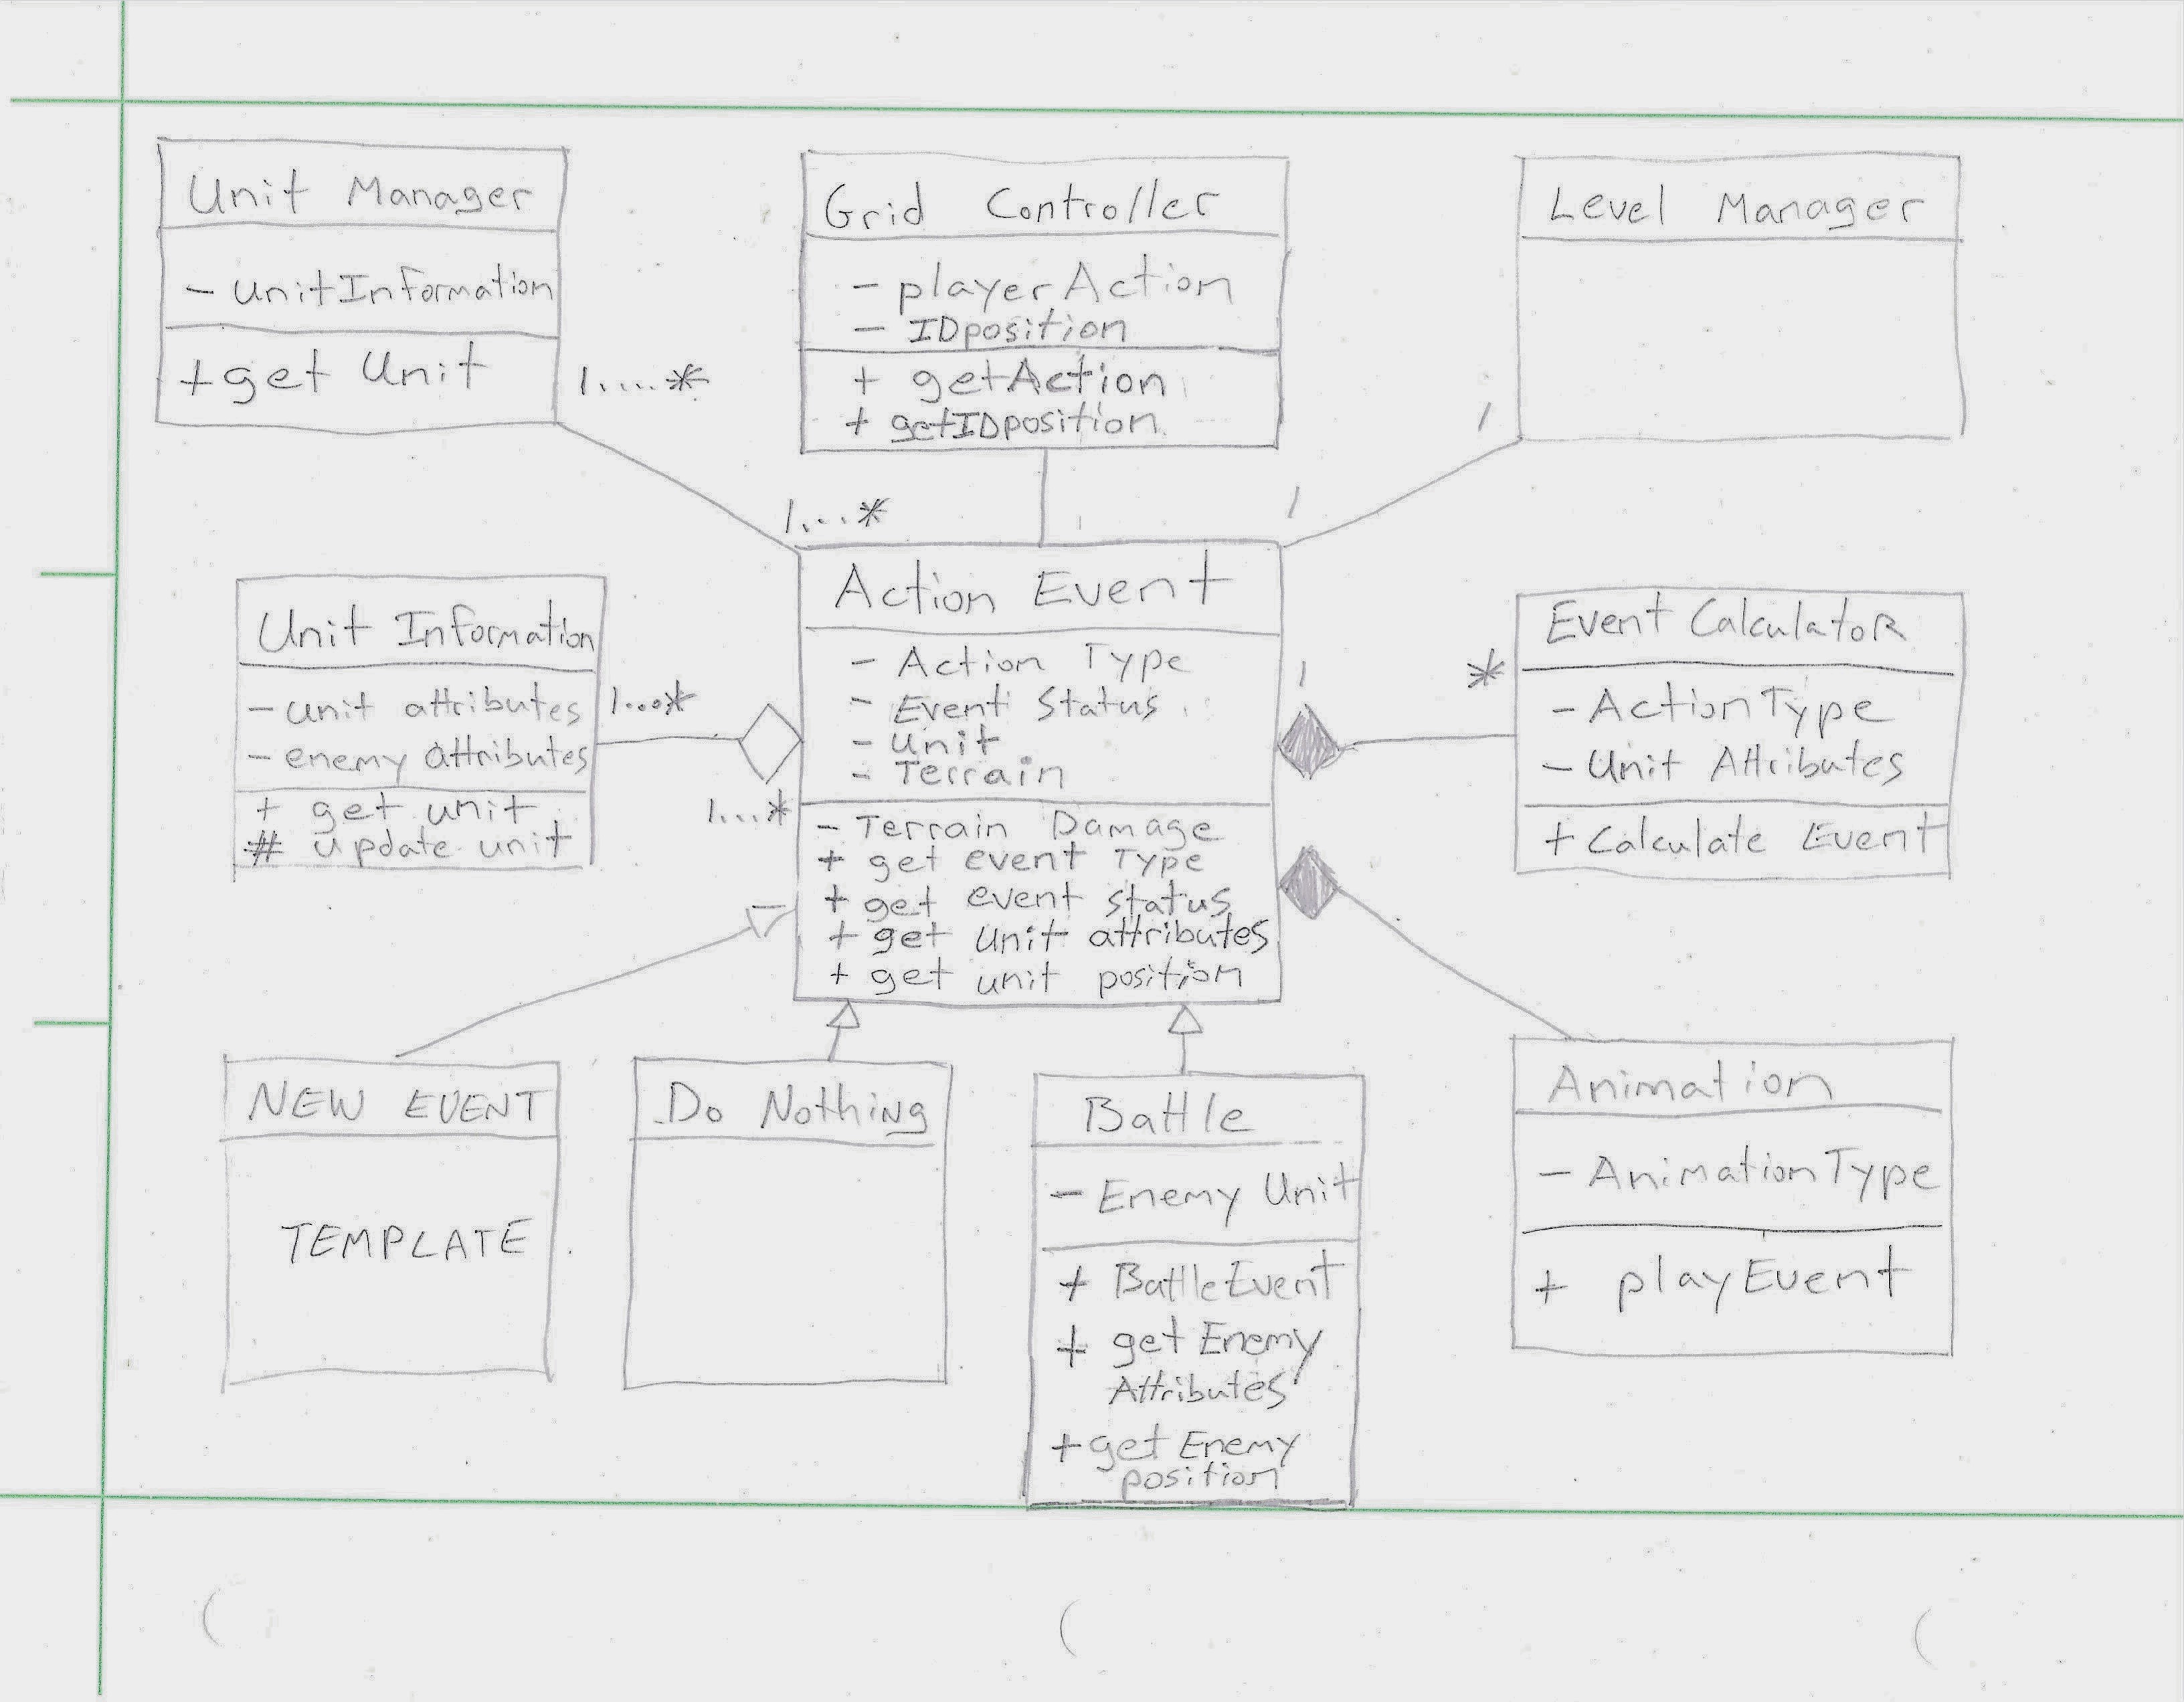 Unit Manager
- unitInformation
+ get Unit
1.....*
Grid Controller
- playerAction
- IDposition
+ getAction
+ getIDposition
Level Manager
1
1
1...*
Unit Information
- unit attributes
- enemy attributes
+ get unit
# update unit
1...*
1...*
Action Event
- Action Type
- Event Status
- Unit
- Terrain
- Terrain Damage
+ get event Type
+ get event status
+ get unit attributes
+ get unit position
1
*
Event Calculator
- ActionType
- Unit Attributes
+ Calculate Event
NEW EVENT
TEMPLATE
Do Nothing
Battle
- Enemy Unit
+ BattleEvent
+ get Enemy
Attributes
+ get Enemy
position
Animation
- AnimationType
+ playEvent